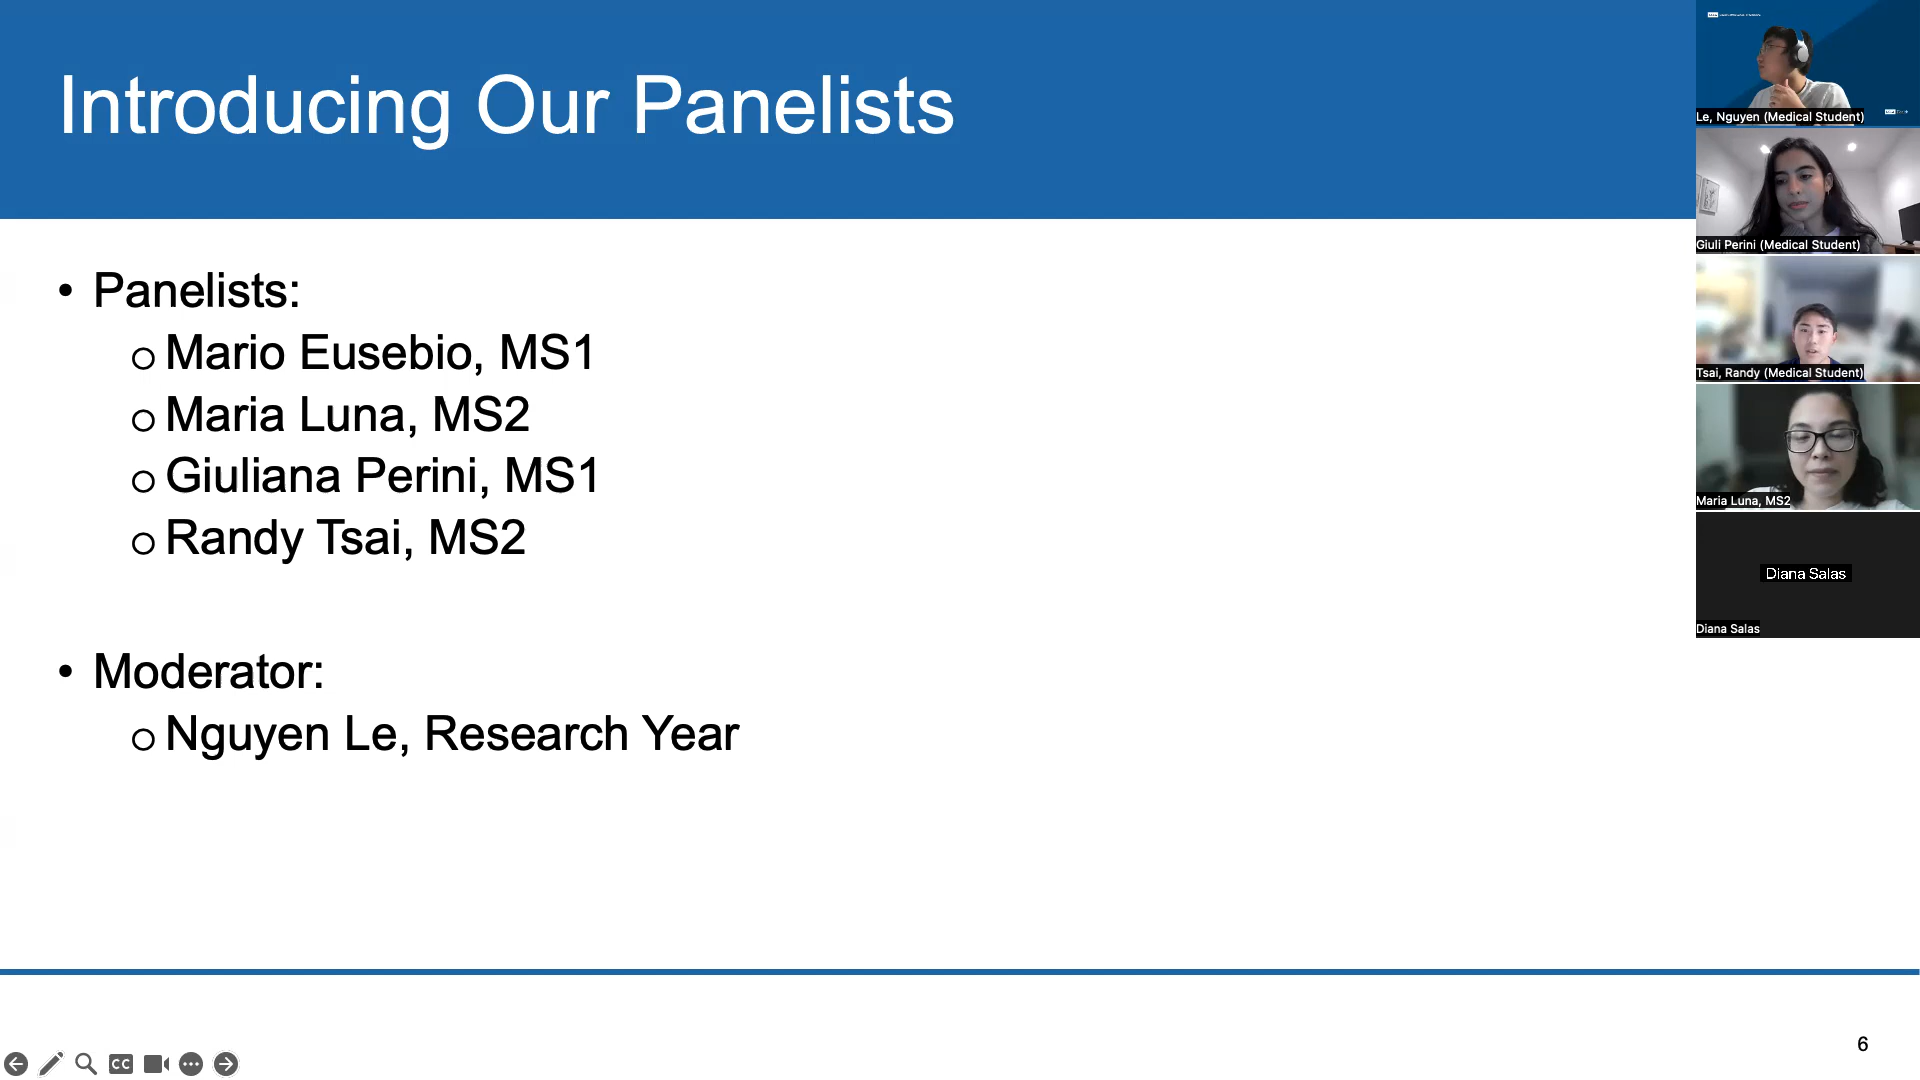 Introducing Our Panelists
• Panelists:
o Mario Eusebio, MS1
o Maria Luna, MS2
o Giuliana Perini, MS1
o Randy Tsai, MS2
• Moderator:
o Nguyen Le, Research Year
Le, Nguyen (Medical Student)
Giuli Perini (Medical Student)
Tsai, Randy (Medical Student)
Maria Luna, MS2
Diana Salas
Diana Salas
CC
6